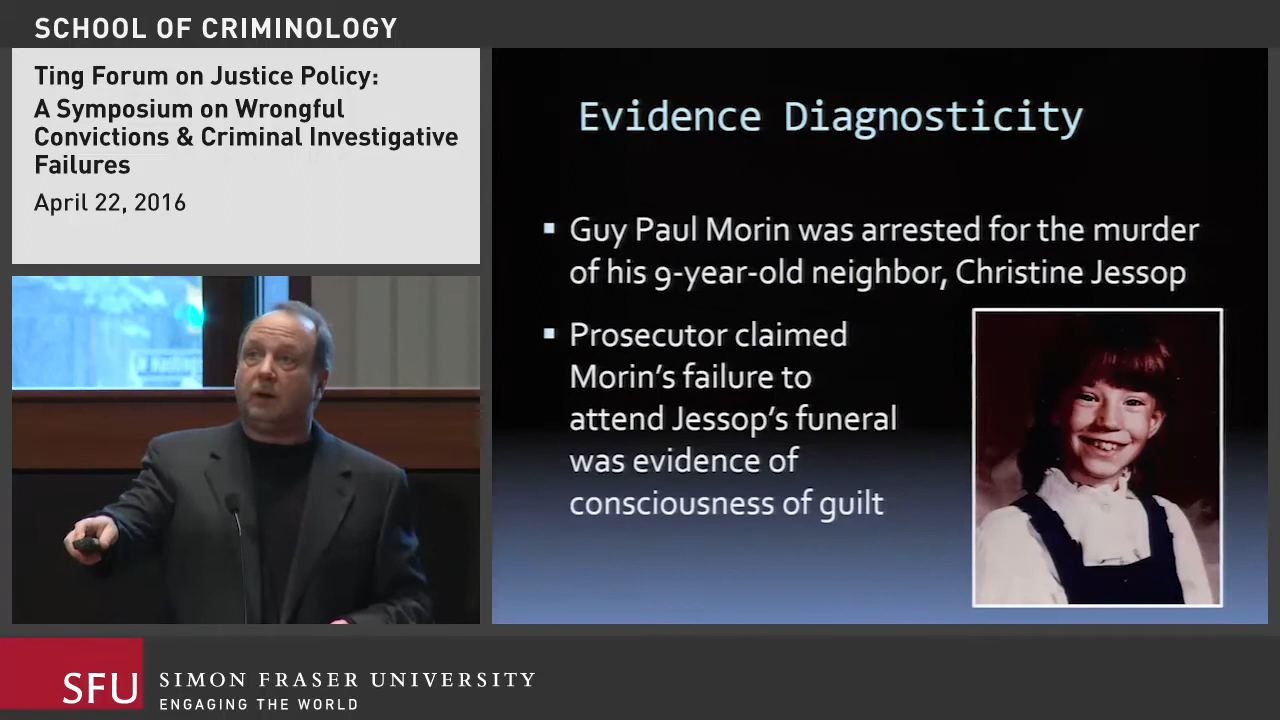 SCHOOL OF CRIMINOLOGY
Ting Forum on Justice Policy:
A Symposium on Wrongful
Convictions & Criminal Investigative
Failures
April 22, 2016
Evidence Diagnosticity
Guy Paul Morin was arrested for the murder
of his 9-year-old neighbor, Christine Jessop
Prosecutor claimed
Morin's failure to
attend Jessop's funeral
was evidence of
consciousness of guilt
SFU
SIMON FRASER UNIVERSITY
ENGAGING THE WORLD